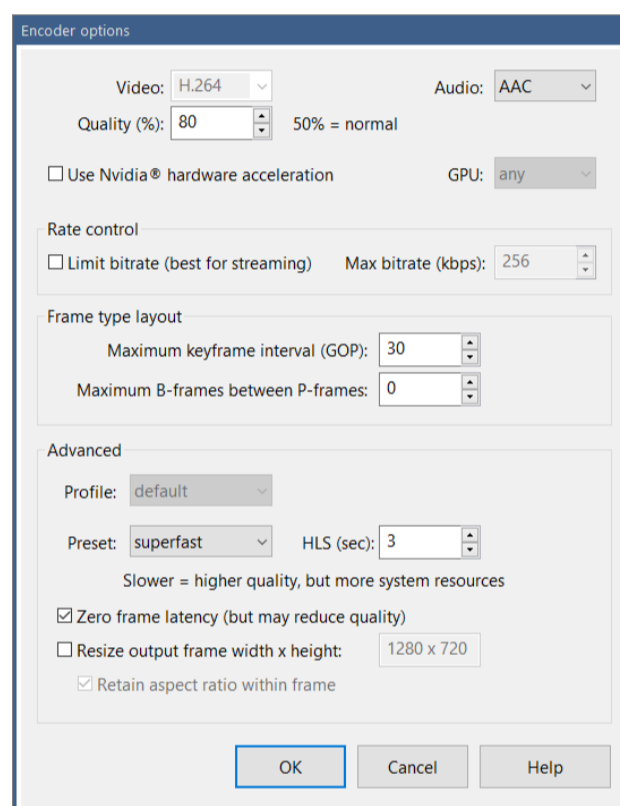 Encoder options
Video: H.264 Audio: AAC
Quality (%): 80 50% = normal
Use Nvidia® hardware acceleration GPU: any
Rate control
Limit bitrate (best for streaming) Max bitrate (kbps): 256
Frame type layout
Maximum keyframe interval (GOP): 30
Maximum B-frames between P-frames: 0
Advanced
Profile: default
Preset: superfast HLS (sec): 3
Slower = higher quality, but more system resources
Zero frame latency (but may reduce quality)
Resize output frame width x height: 1280 x 720
Retain aspect ratio within frame
OK Cancel Help